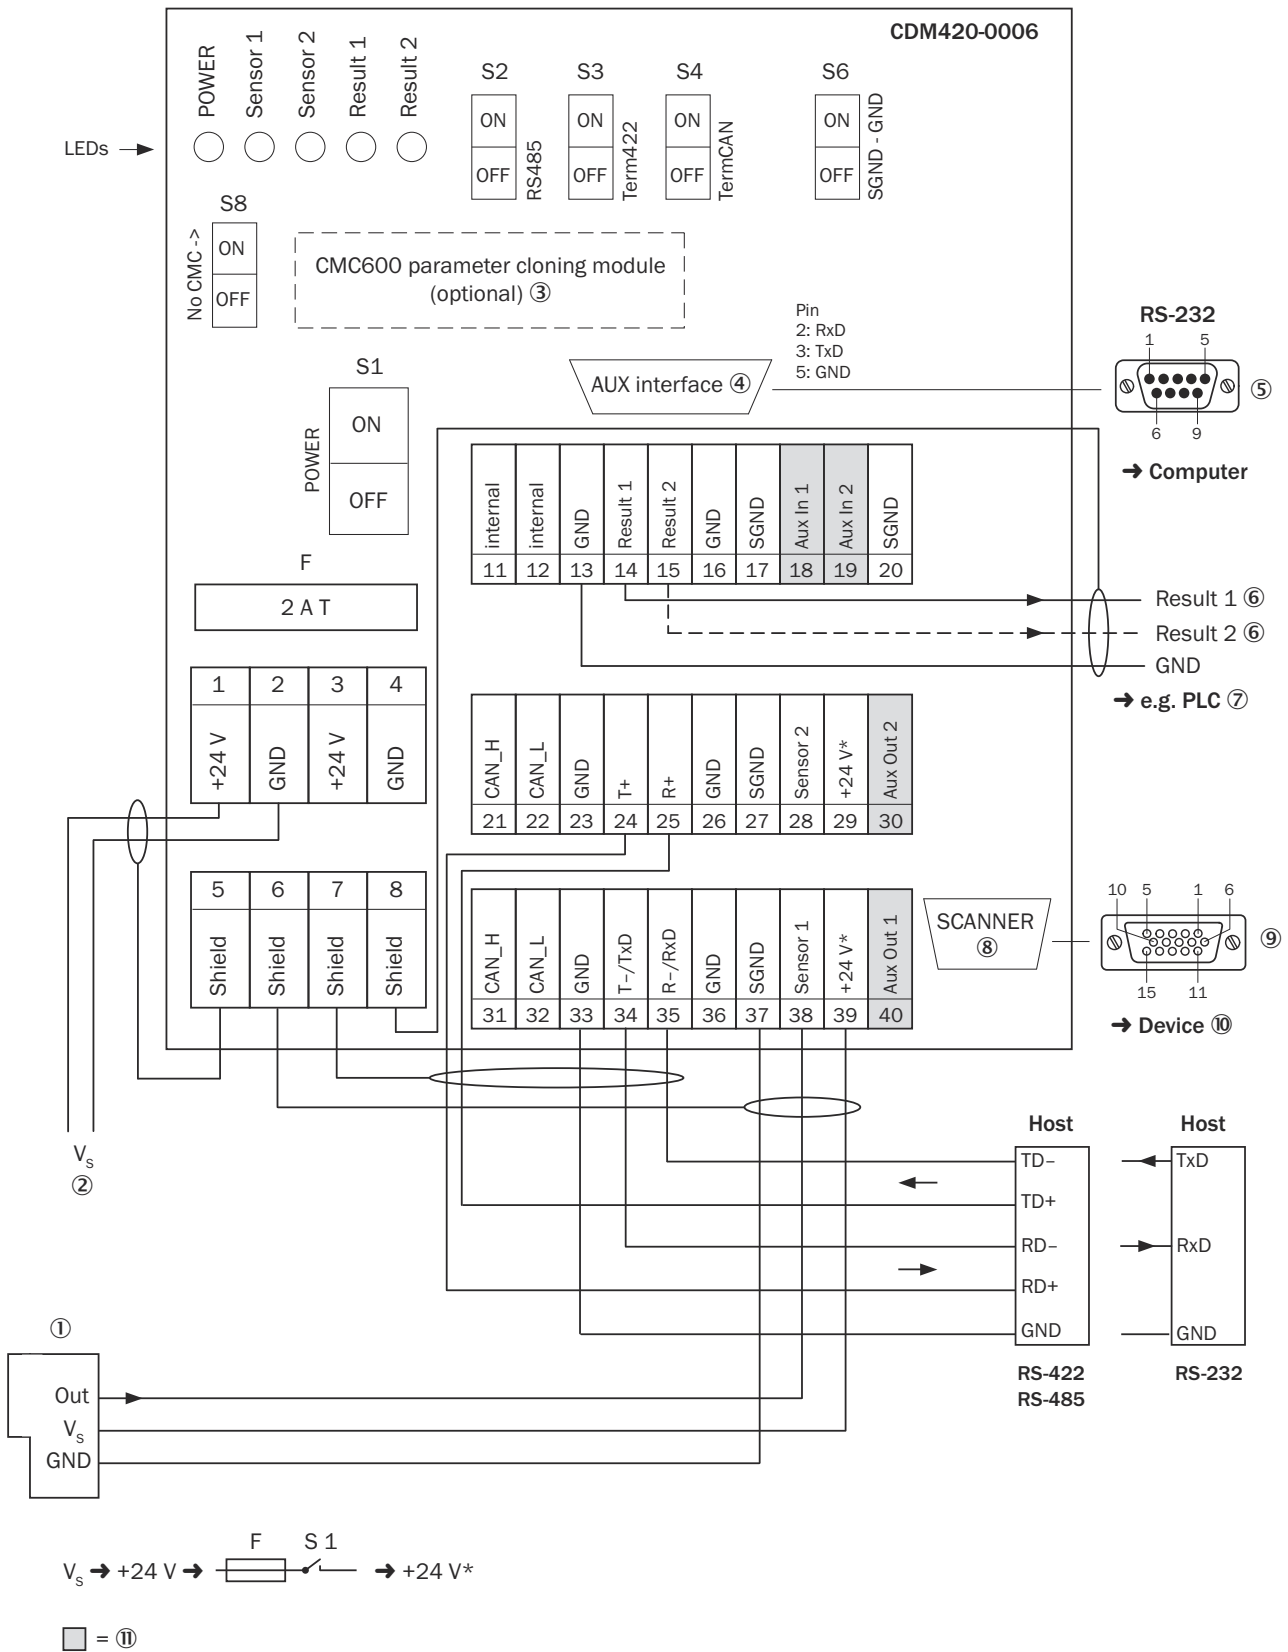 CDM420-0006
POWER
Sensor 1
Sensor 2
Result 1
Result 2
LEDs
S2
ON
OFF
RS485
S3
ON
OFF
Term422
S4
ON
OFF
TermCAN
S6
ON
OFF
SGND - GND
S8
No CMC ->
ON
OFF
CMC600 parameter cloning module
(optional) ③
Pin
2: RxD
3: TxD
5: GND
AUX interface ④
RS-232
1 5
6 9
⑤
➔ Computer
S1
POWER
ON
OFF
F
2 A T
internal
internal
GND
Result 1
Result 2
GND
SGND
Aux In 1
Aux In 2
SGND
11 12 13 14 15 16 17 18 19 20
Result 1 ⑥
Result 2 ⑥
GND
➔ e.g. PLC ⑦
1 2 3 4
+24 V
GND
+24 V
GND
CAN_H
CAN_L
GND
T+
R+
GND
SGND
Sensor 2
+24 V*
Aux Out 2
21 22 23 24 25 26 27 28 29 30
5 6 7 8
Shield
Shield
Shield
Shield
CAN_H
CAN_L
GND
T–/TxD
R–/RxD
GND
SGND
Sensor 1
+24 V*
Aux Out 1
31 32 33 34 35 36 37 38 39 40
SCANNER
⑧
10 5 1 6
15 11
⑨
➔ Device ⑩
Vs
②
Host
TD–
TD+
RD–
RD+
GND
RS-422
RS-485
Host
TxD
RxD
GND
RS-232
①
Out
Vs
GND
F S 1
Vs ➔ +24 V ➔ ➔ +24 V*
= ⑪